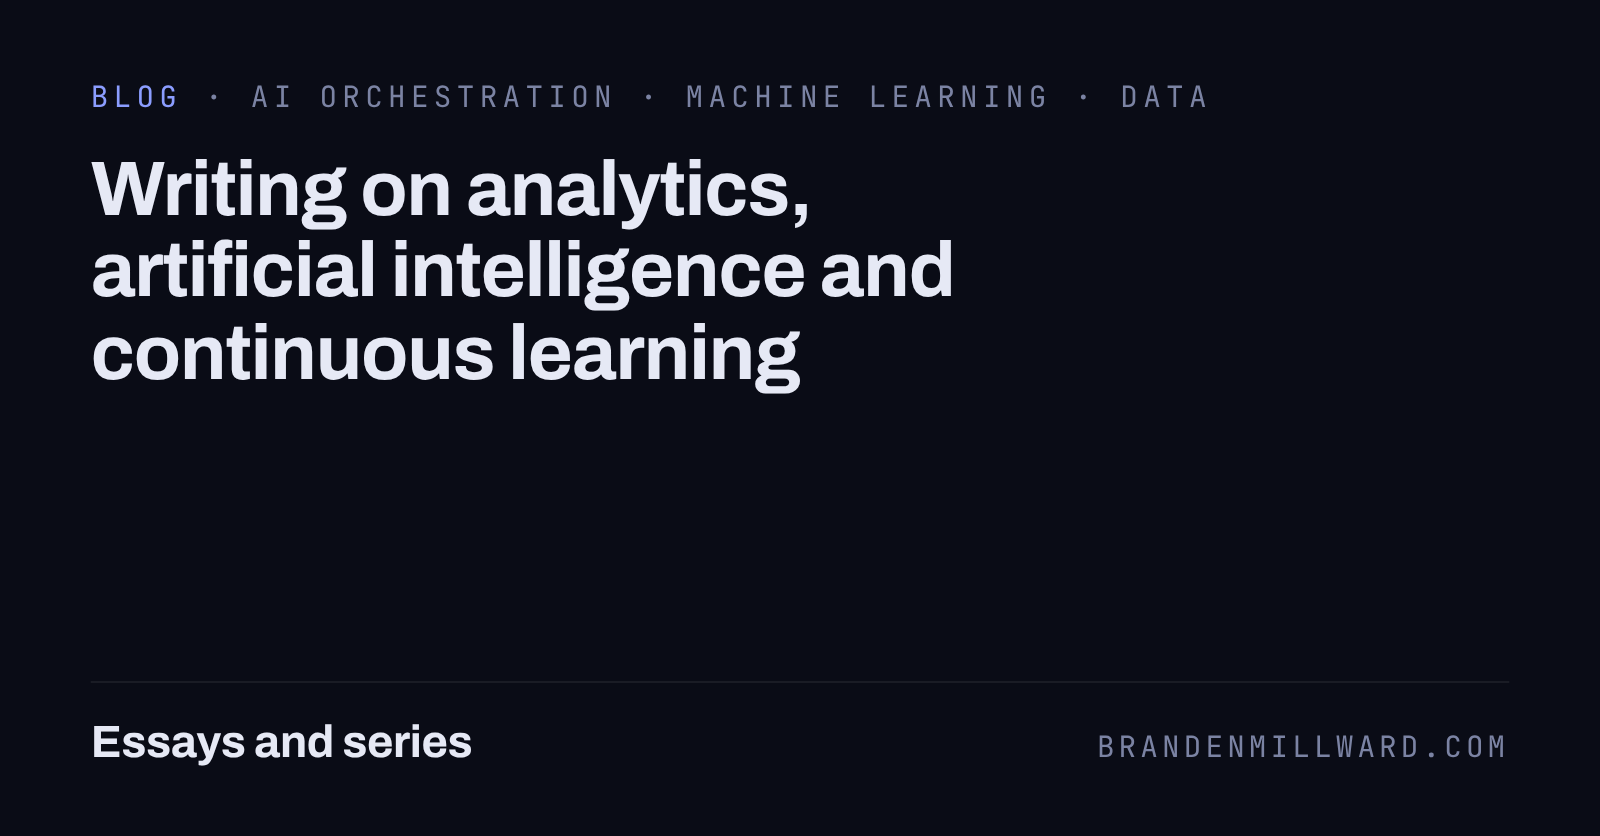 BLOG · AI ORCHESTRATION · MACHINE LEARNING · DATA
Writing on analytics,
artificial intelligence and
continuous learning
Essays and series
BRANDENMILLWARD.COM